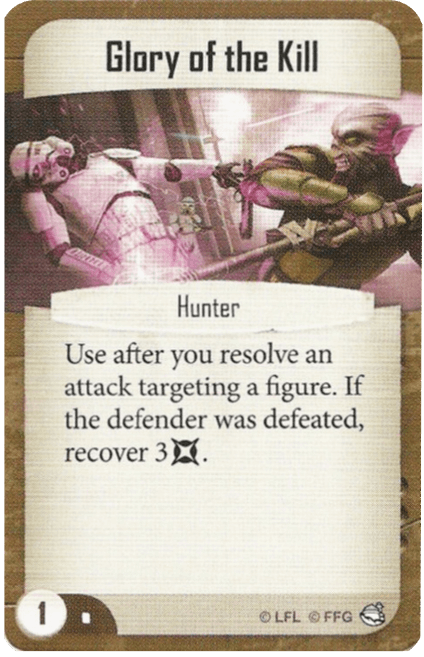 Glory of the Kill
Hunter
Use after you resolve an
attack targeting a figure. If
the defender was defeated,
recover 3.
1
© LFL © FFG